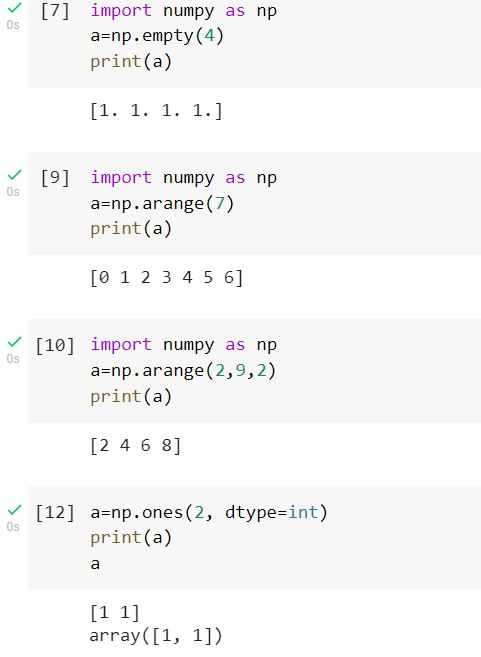 [7] import numpy as np
0s
a=np.empty(4)
print(a)
[1. 1. 1. 1.]
[9] import numpy as np
0s
a=np.arange(7)
print(a)
[0 1 2 3 4 5 6]
[10] import numpy as np
0s
a=np.arange(2,9,2)
print(a)
[2 4 6 8]
[12] a=np.ones(2, dtype=int)
0s
print(a)
a
[1 1]
array([1, 1])